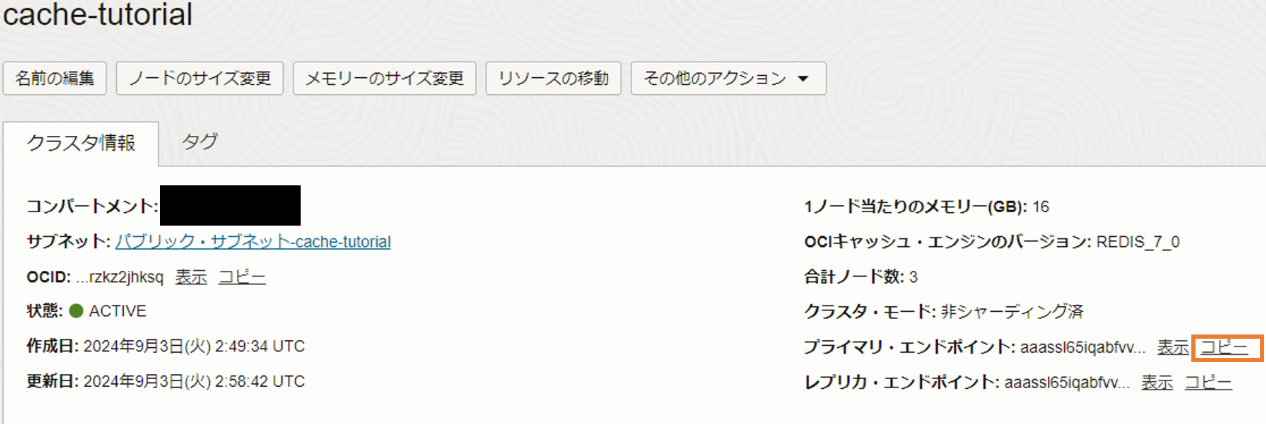 cache-tutorial
名前の編集 ノードのサイズ変更 メモリーのサイズ変更 リソースの移動 その他のアクション
クラスタ情報 タグ
コンパートメント:
サブネット: パブリック・サブネット-cache-tutorial
OCID: ...rzkz2jhksq 表示 コピー
状態: ACTIVE
作成日: 2024年9月3日(火) 2:49:34 UTC
更新日: 2024年9月3日(火) 2:58:42 UTC
1ノード当たりのメモリー(GB): 16
OCIキャッシュ・エンジンのバージョン: REDIS_7_0
合計ノード数: 3
クラスタ・モード: 非シャーディング済
プライマリ・エンドポイント: aaassl65iqabfvv... 表示 コピー
レプリカ・エンドポイント: aaassl65iqabfvv... 表示 コピー